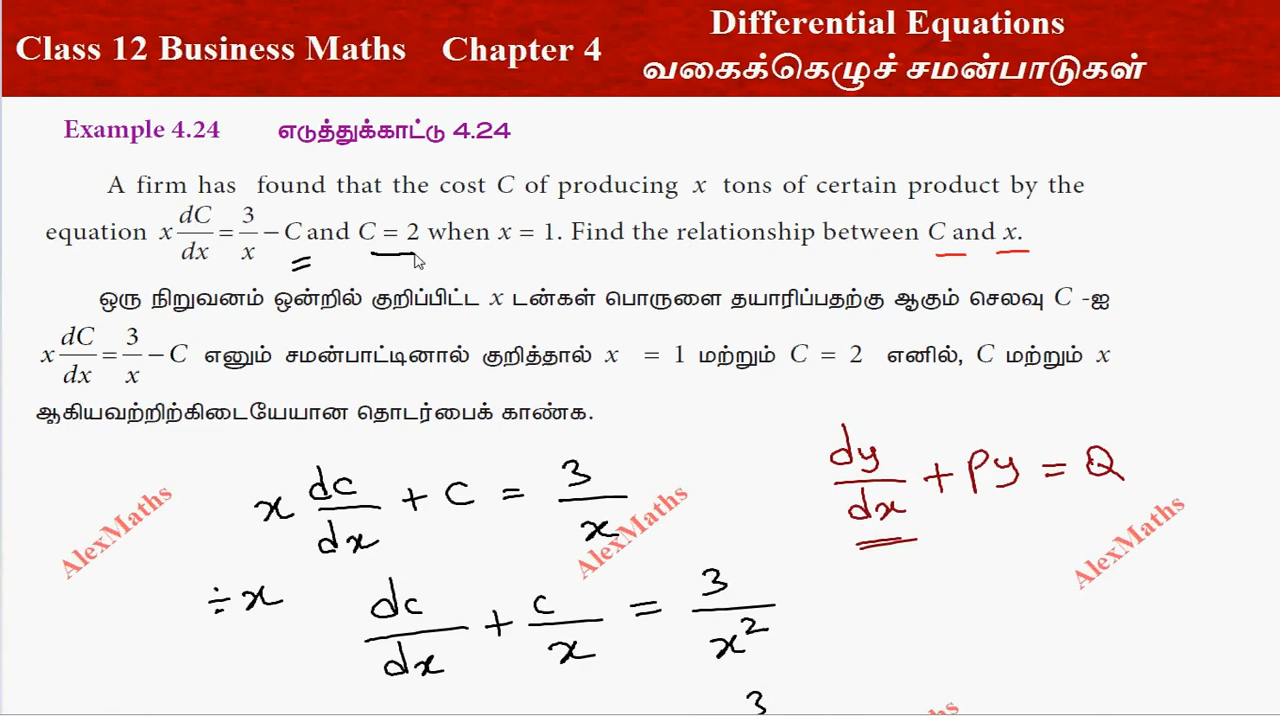 Class 12 Business Maths Chapter 4
Differential Equations
வகைக்கெழுச் சமன்பாடுகள்
Example 4.24 எடுத்துக்காட்டு 4.24
A firm has found that the cost C of producing x tons of certain product by the
equation x dC/dx = 3/x − C and C = 2 when x = 1. Find the relationship between C and x.
ஒரு நிறுவனம் ஒன்றில் குறிப்பிட்ட x டன்கள் பொருளை தயாரிப்பதற்கு ஆகும் செலவு C -ஐ
x dC/dx = 3/x − C எனும் சமன்பாட்டினால் குறித்தால் x = 1 மற்றும் C = 2 எனில், C மற்றும் x
ஆகியவற்றிற்கிடையேயான தொடர்பைக் காண்க.
dy/dx + Py = Q
x dc/dx + C = 3/x
AlexMaths
AlexMaths
AlexMaths
÷x dc/dx + c/x = 3/x²
3